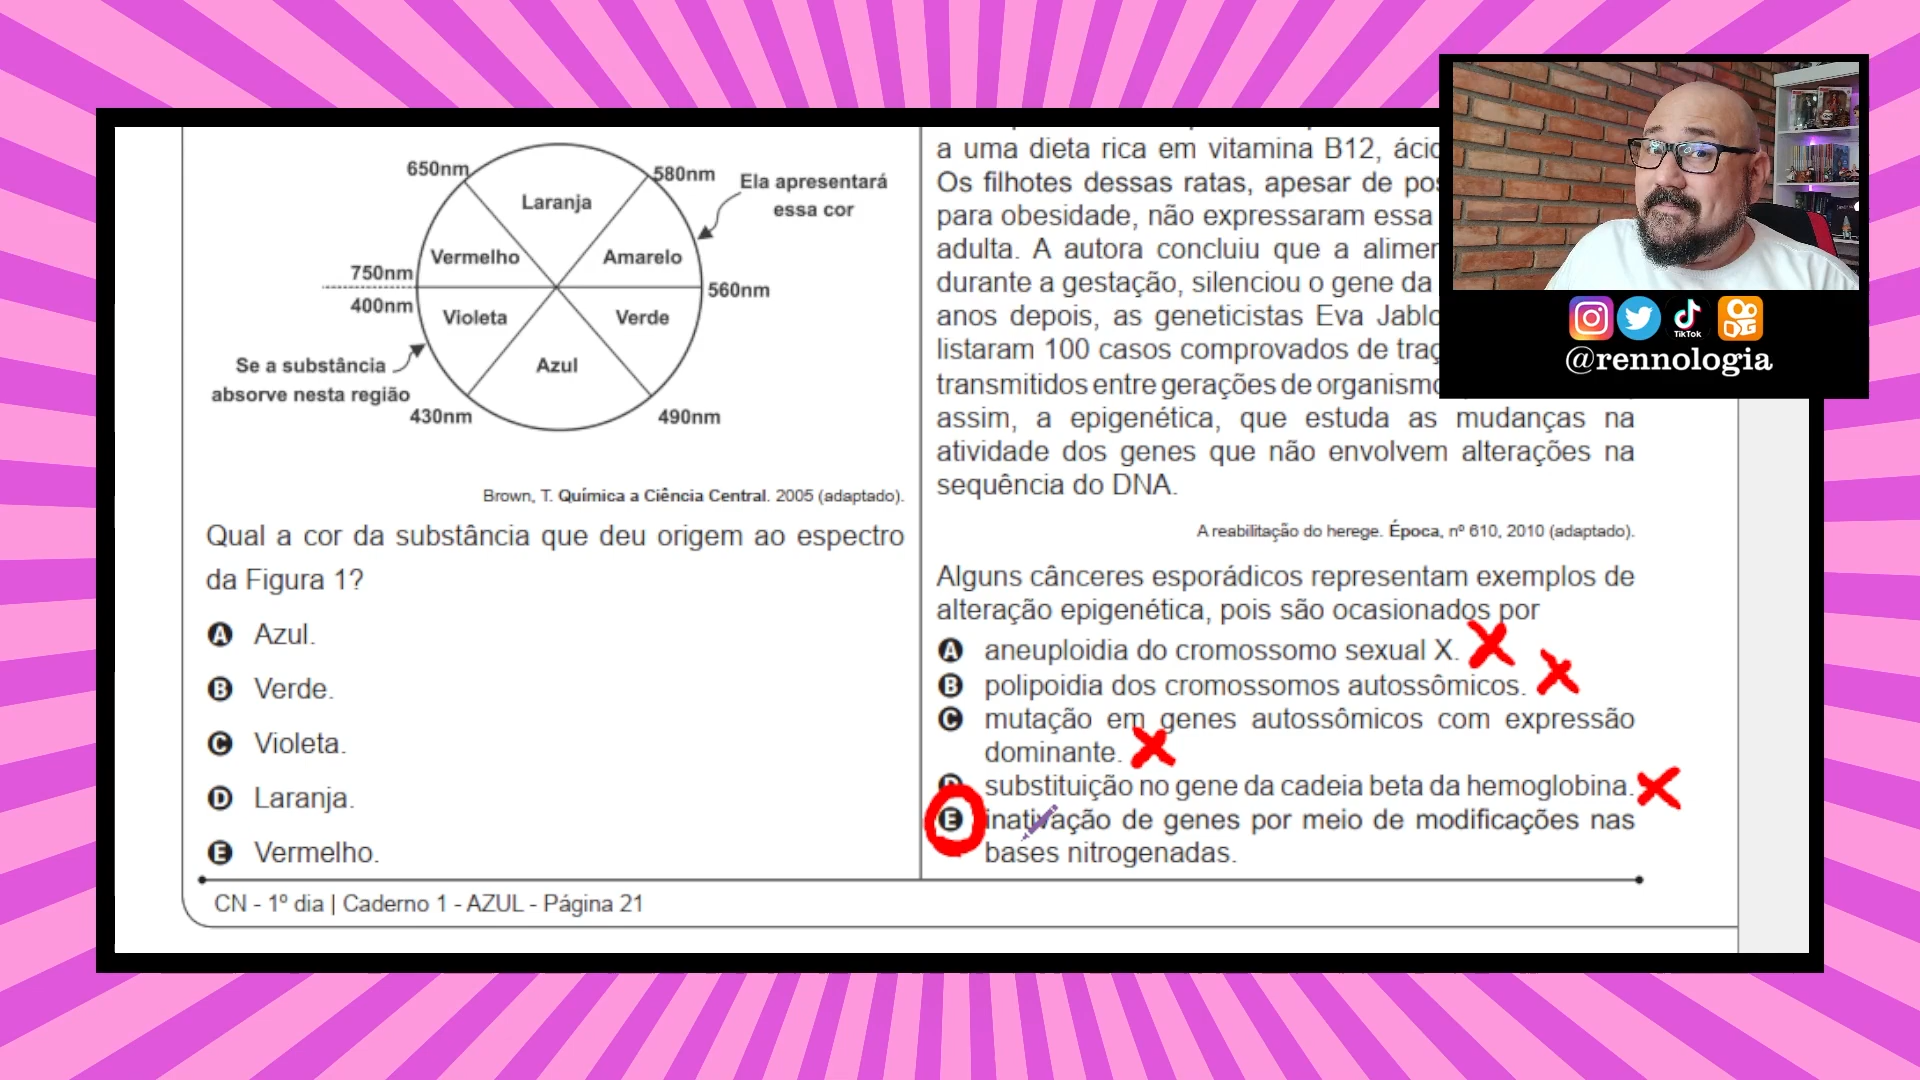 650nm
580nm
Laranja
Ela apresentará
essa cor
Vermelho
Amarelo
750nm
560nm
400nm
Violeta
Verde
Azul
Se a substância
absorve nesta região
430nm
490nm
Brown, T. Química a Ciência Central. 2005 (adaptado).
Qual a cor da substância que deu origem ao espectro
da Figura 1?
A Azul.
B Verde.
C Violeta.
D Laranja.
E Vermelho.
CN - 1º dia | Caderno 1 - AZUL - Página 21
a uma dieta rica em vitamina B12,
Os filhotes dessas ratas, apesar de
para obesidade, não expressaram essa
adulta. A autora concluiu que a
durante a gestação, silenciou o gene da
anos depois, as geneticistas Eva
listaram 100 casos comprovados de
transmitidos entre gerações de
assim, a epigenética, que estuda as mudanças na
atividade dos genes que não envolvem alterações na
sequência do DNA.
A reabilitação do herege. Época, nº 610, 2010 (adaptado).
Alguns cânceres esporádicos representam exemplos de
alteração epigenética, pois são ocasionados por
A aneuploidia do cromossomo sexual X.
B polipoidia dos cromossomos autossômicos.
C mutação em genes autossômicos com expressão
dominante.
D substituição no gene da cadeia beta da hemoglobina.
E inativação de genes por meio de modificações nas
bases nitrogenadas.
TikTok
@rennologia